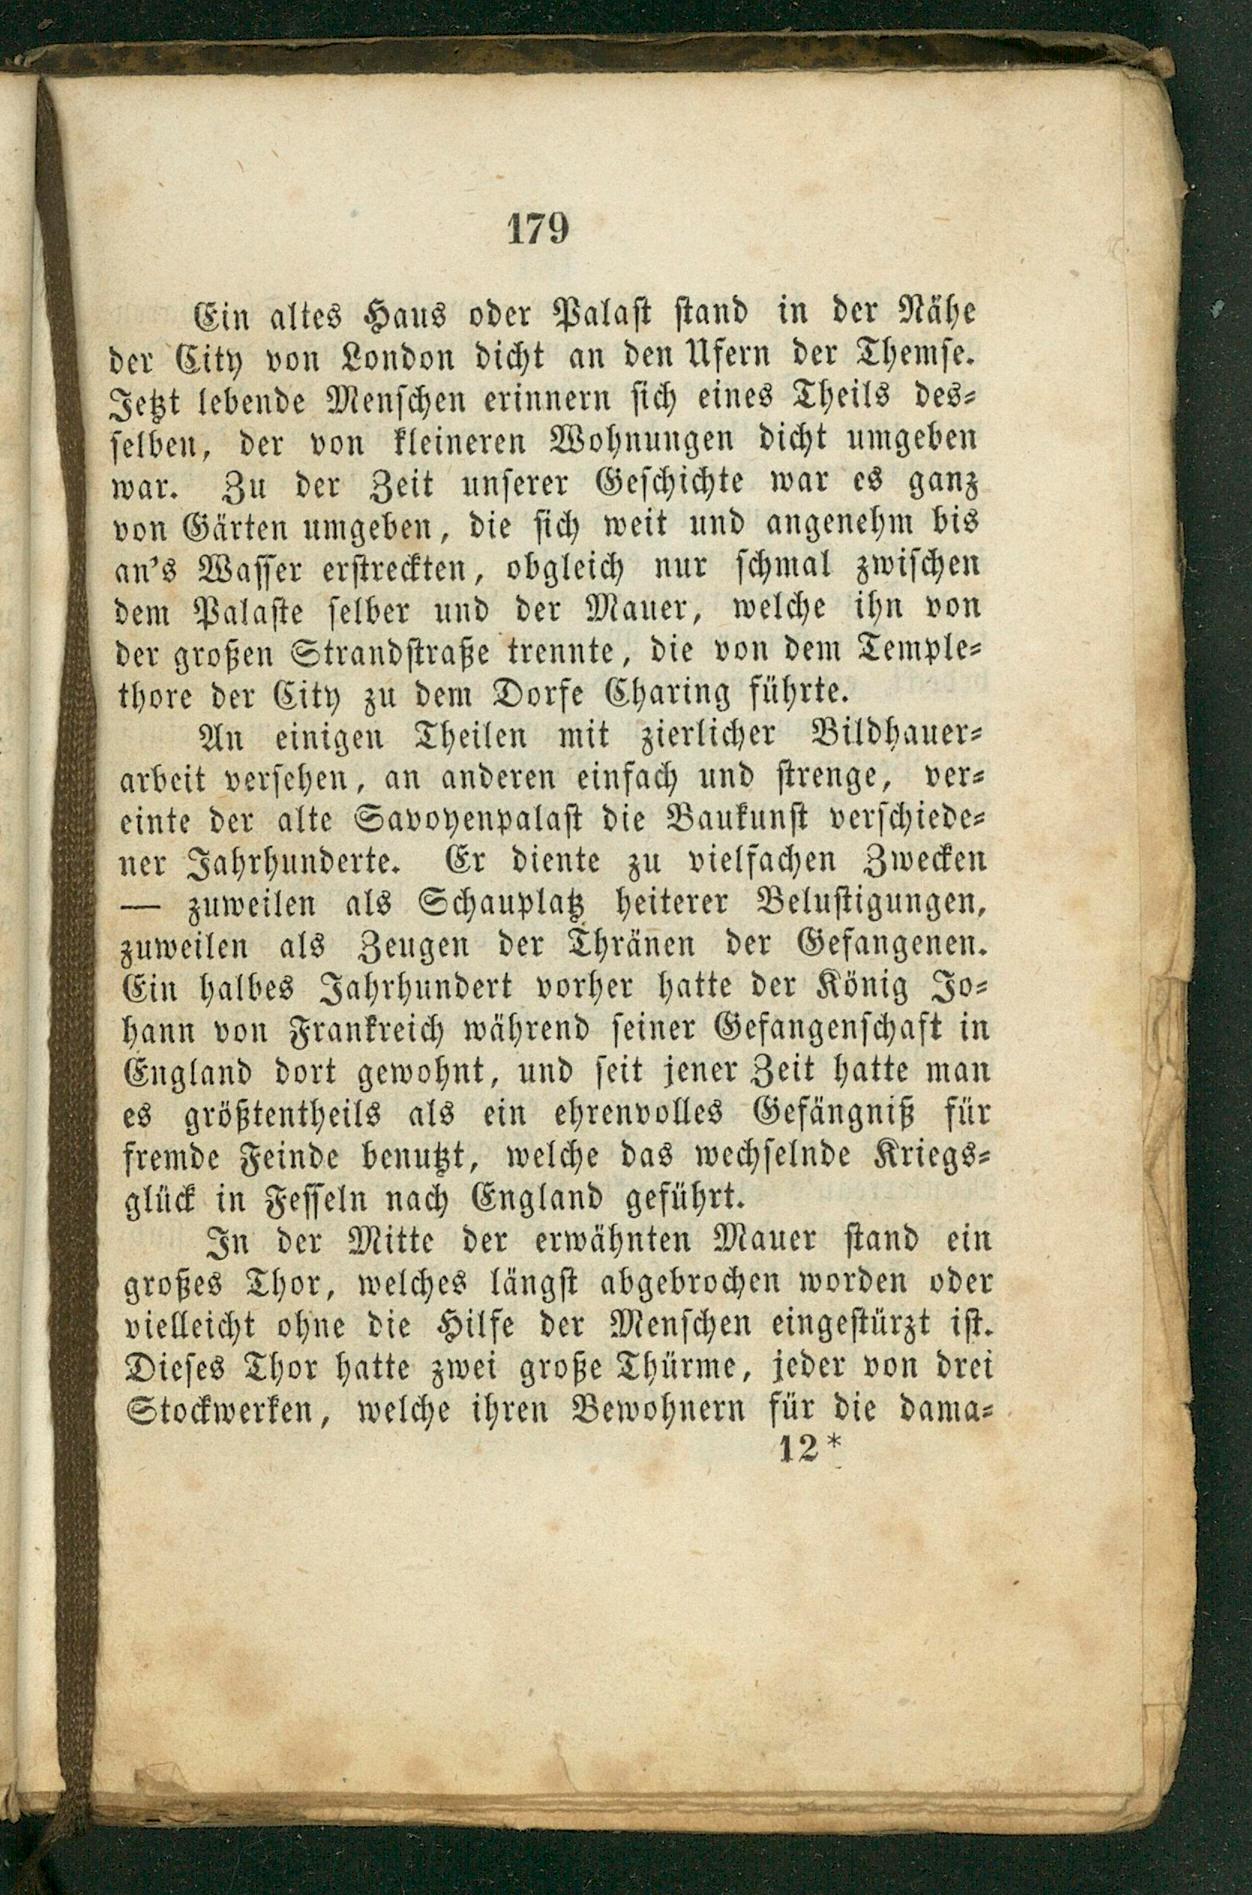 179
Ein altes Haus oder Palast stand in der Nähe
der City von London dicht an den Ufern der Themse.
Jetzt lebende Menschen erinnern sich eines Theils des-
selben, der von kleineren Wohnungen dicht umgeben
war. Zu der Zeit unserer Geschichte war es ganz
von Gärten umgeben, die sich weit und angenehm bis
an's Wasser erstreckten, obgleich nur schmal zwischen
dem Palaste selber und der Mauer, welche ihn von
der großen Strandstraße trennte, die von dem Temple-
thore der City zu dem Dorfe Charing führte.
An einigen Theilen mit zierlicher Bildhauer-
arbeit versehen, an anderen einfach und strenge, ver-
einte der alte Savoyenpalast die Baukunst verschiede-
ner Jahrhunderte. Er diente zu vielfachen Zwecken
— zuweilen als Schauplatz heiterer Belustigungen,
zuweilen als Zeugen der Thränen der Gefangenen.
Ein halbes Jahrhundert vorher hatte der König Jo-
hann von Frankreich während seiner Gefangenschaft in
England dort gewohnt, und seit jener Zeit hatte man
es größtentheils als ein ehrenvolles Gefängniß für
fremde Feinde benutzt, welche das wechselnde Kriegs-
glück in Fesseln nach England geführt.
In der Mitte der erwähnten Mauer stand ein
großes Thor, welches längst abgebrochen worden oder
vielleicht ohne die Hilfe der Menschen eingestürzt ist.
Dieses Thor hatte zwei große Thürme, jeder von drei
Stockwerken, welche ihren Bewohnern für die dama-
12*